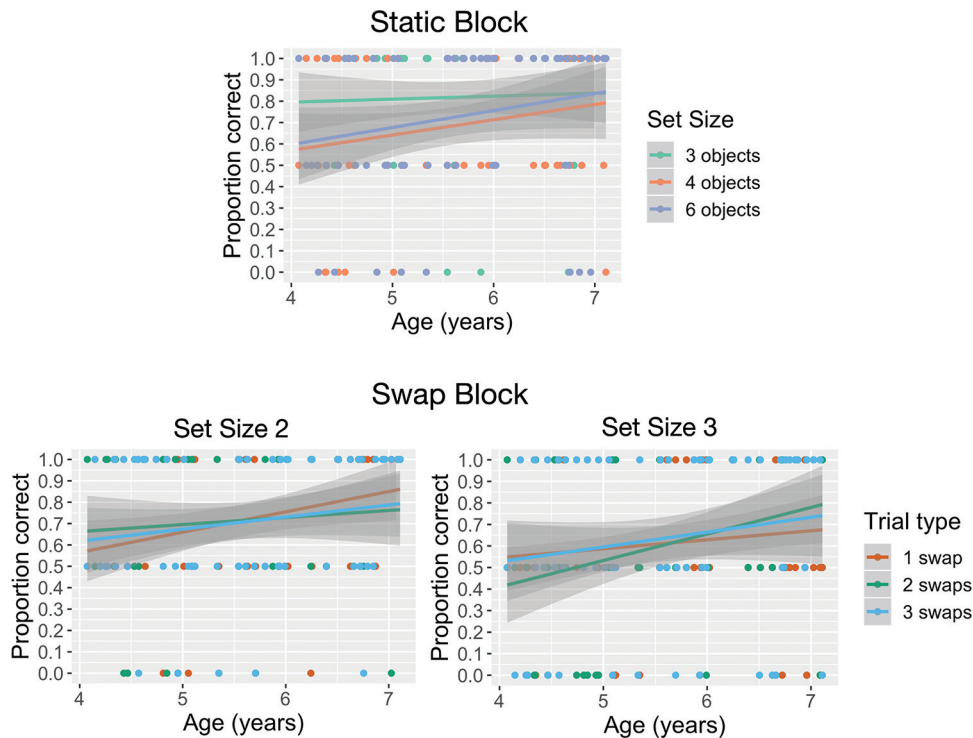 Static Block
Proportion correct
1.0
0.9
0.8
0.7
0.6
0.5
0.4
0.3
0.2
0.1
0.0
4 5 6 7
Age (years)
Set Size
3 objects
4 objects
6 objects
Swap Block
Set Size 2
Proportion correct
1.0
0.9
0.8
0.7
0.6
0.5
0.4
0.3
0.2
0.1
0.0
4 5 6 7
Age (years)
Set Size 3
Proportion correct
1.0
0.9
0.8
0.7
0.6
0.5
0.4
0.3
0.2
0.1
0.0
4 5 6 7
Age (years)
Trial type
1 swap
2 swaps
3 swaps